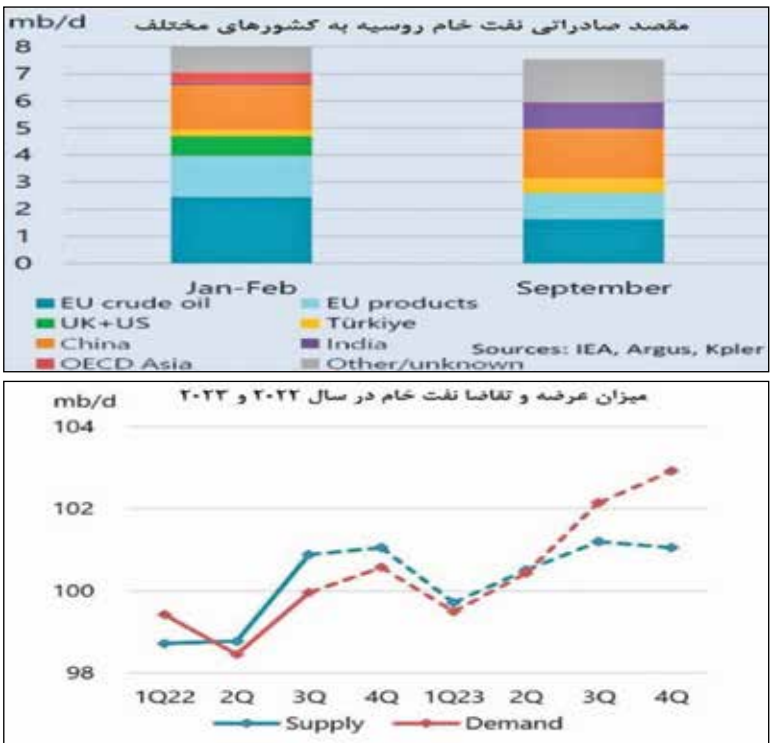 mb/d
مقصد صادراتی نفت خام روسیه به کشورهای مختلف
8
7
6
5
4
3
2
1
0
Jan-Feb September
EU crude oil EU products
UK+US Türkiye
China India
OECD Asia Other/unknown
Sources: IEA, Argus, Kpler
mb/d
میزان عرضه و تقاضا نفت خام در سال ۲۰۲۲ و ۲۰۲۳
104
102
100
98
1Q22 2Q 3Q 4Q 1Q23 2Q 3Q 4Q
Supply Demand